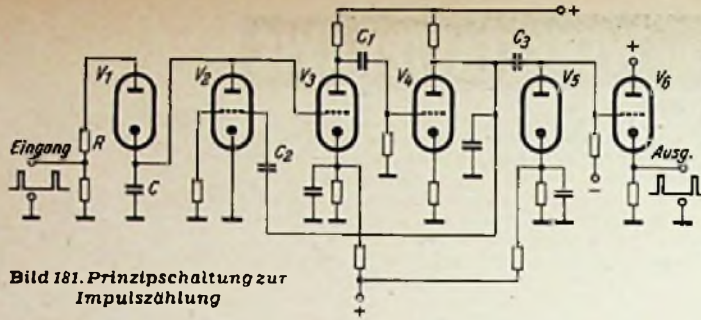 +
C1
C3
+
V1
V2
V3
V4
V5
V6
Eingang
R
C2
Ausg.
C
−
+
Bild 181. Prinzipschaltung zur
Impulszählung